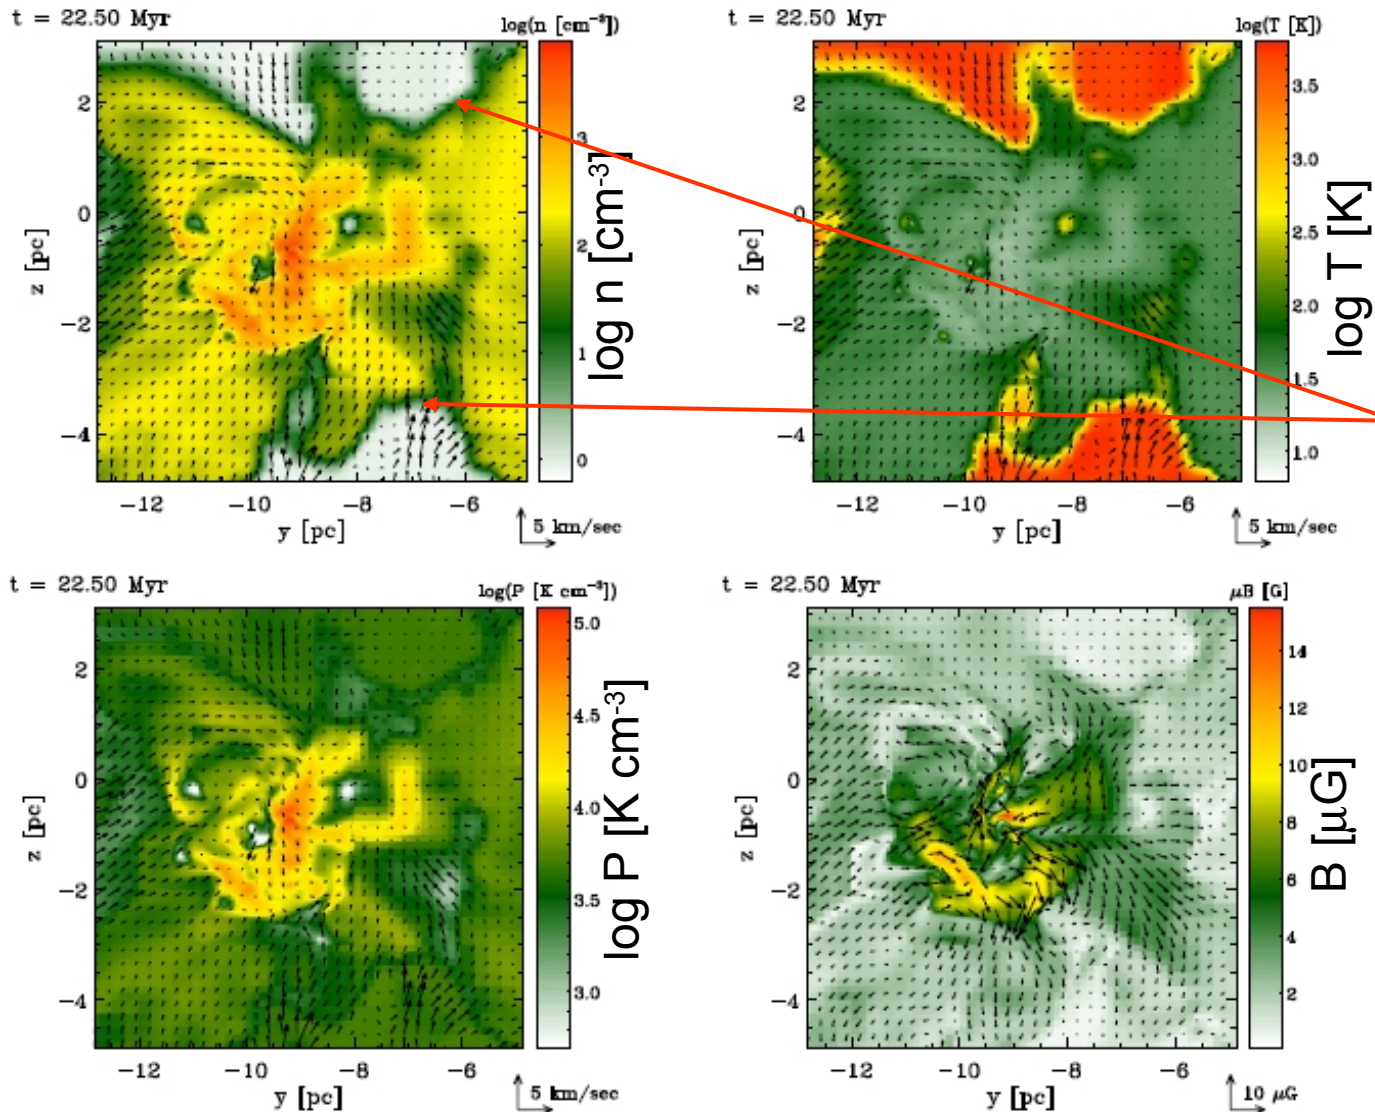 t = 22.50 Myr
log(n [cm⁻³])
2
0
−2
−4
z [pc]
−12
−10
−8
−6
y [pc]
5 km/sec
3
2
1
0
log n [cm⁻³]
t = 22.50 Myr
log(T [K])
2
0
−2
−4
z [pc]
−12
−10
−8
−6
y [pc]
5 km/sec
3.5
3.0
2.5
2.0
1.5
1.0
log T [K]
t = 22.50 Myr
log(P [K cm⁻³])
2
0
−2
−4
z [pc]
−12
−10
−8
−6
y [pc]
5 km/sec
5.0
4.5
4.0
3.5
3.0
log P [K cm⁻³]
μB [G]
2
0
−2
−4
z [pc]
−12
−10
−8
−6
y [pc]
10 μG
14
12
10
8
6
4
2
B [μG]